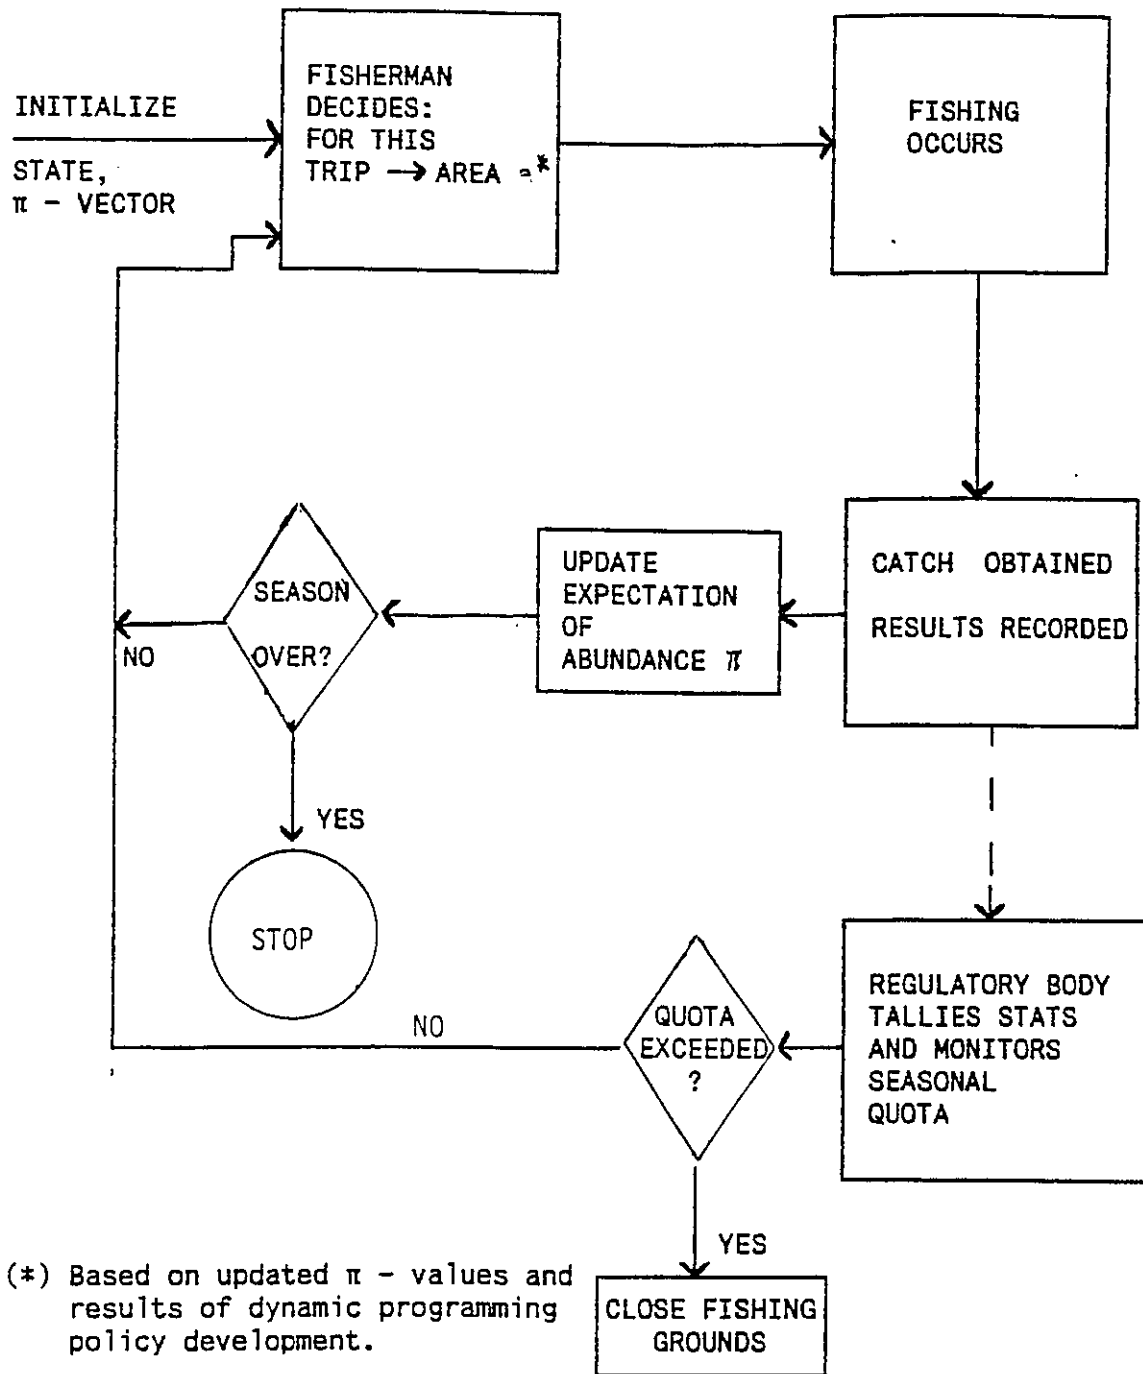 INITIALIZE
STATE,
π - VECTOR
FISHERMAN
DECIDES:
FOR THIS
TRIP → AREA =*
FISHING
OCCURS
CATCH OBTAINED
RESULTS RECORDED
UPDATE
EXPECTATION
OF
ABUNDANCE π
SEASON
OVER?
NO
YES
STOP
REGULATORY BODY
TALLIES STATS
AND MONITORS
SEASONAL
QUOTA
QUOTA
EXCEEDED
?
NO
YES
CLOSE FISHING
GROUNDS
(*) Based on updated π - values and
results of dynamic programming
policy development.